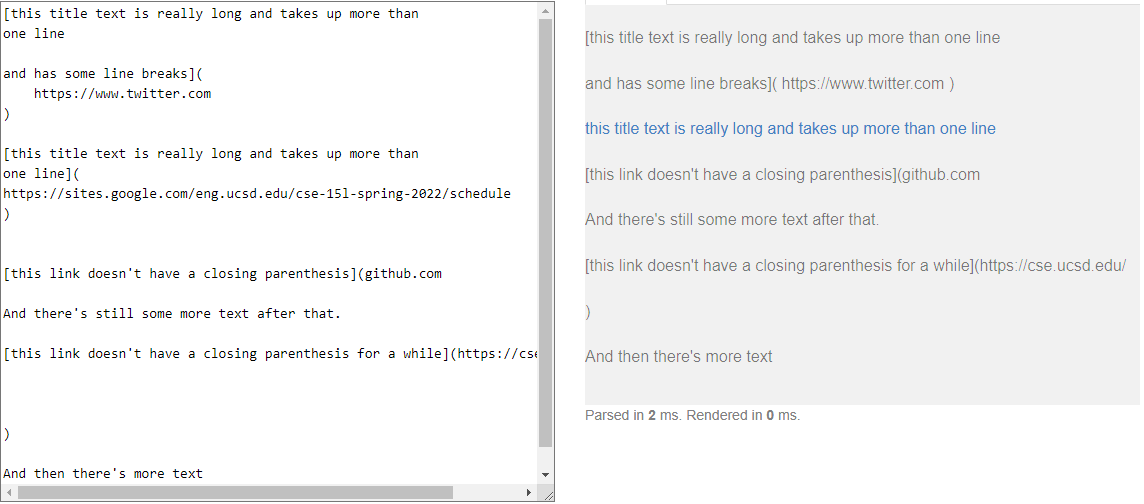 [this title text is really long and takes up more than
one line
and has some line breaks](
https://www.twitter.com
)
[this title text is really long and takes up more than
one line](
https://sites.google.com/eng.ucsd.edu/cse-15l-spring-2022/schedule
)
[this link doesn't have a closing parenthesis](github.com
And there's still some more text after that.
[this link doesn't have a closing parenthesis for a while](https://cse
)
And then there's more text
[this title text is really long and takes up more than one line
and has some line breaks]( https://www.twitter.com )
this title text is really long and takes up more than one line
[this link doesn't have a closing parenthesis](github.com
And there's still some more text after that.
[this link doesn't have a closing parenthesis for a while](https://cse.ucsd.edu/
)
And then there's more text
Parsed in 2 ms. Rendered in 0 ms.